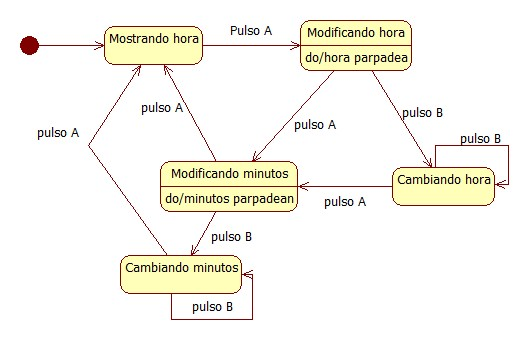 Mostrando hora
Pulso A
Modificando hora
do/hora parpadea
pulso A
pulso B
pulso A
pulso B
pulso A
Modificando minutos
do/minutos parpadean
Cambiando hora
pulso A
pulso B
Cambiando minutos
pulso B